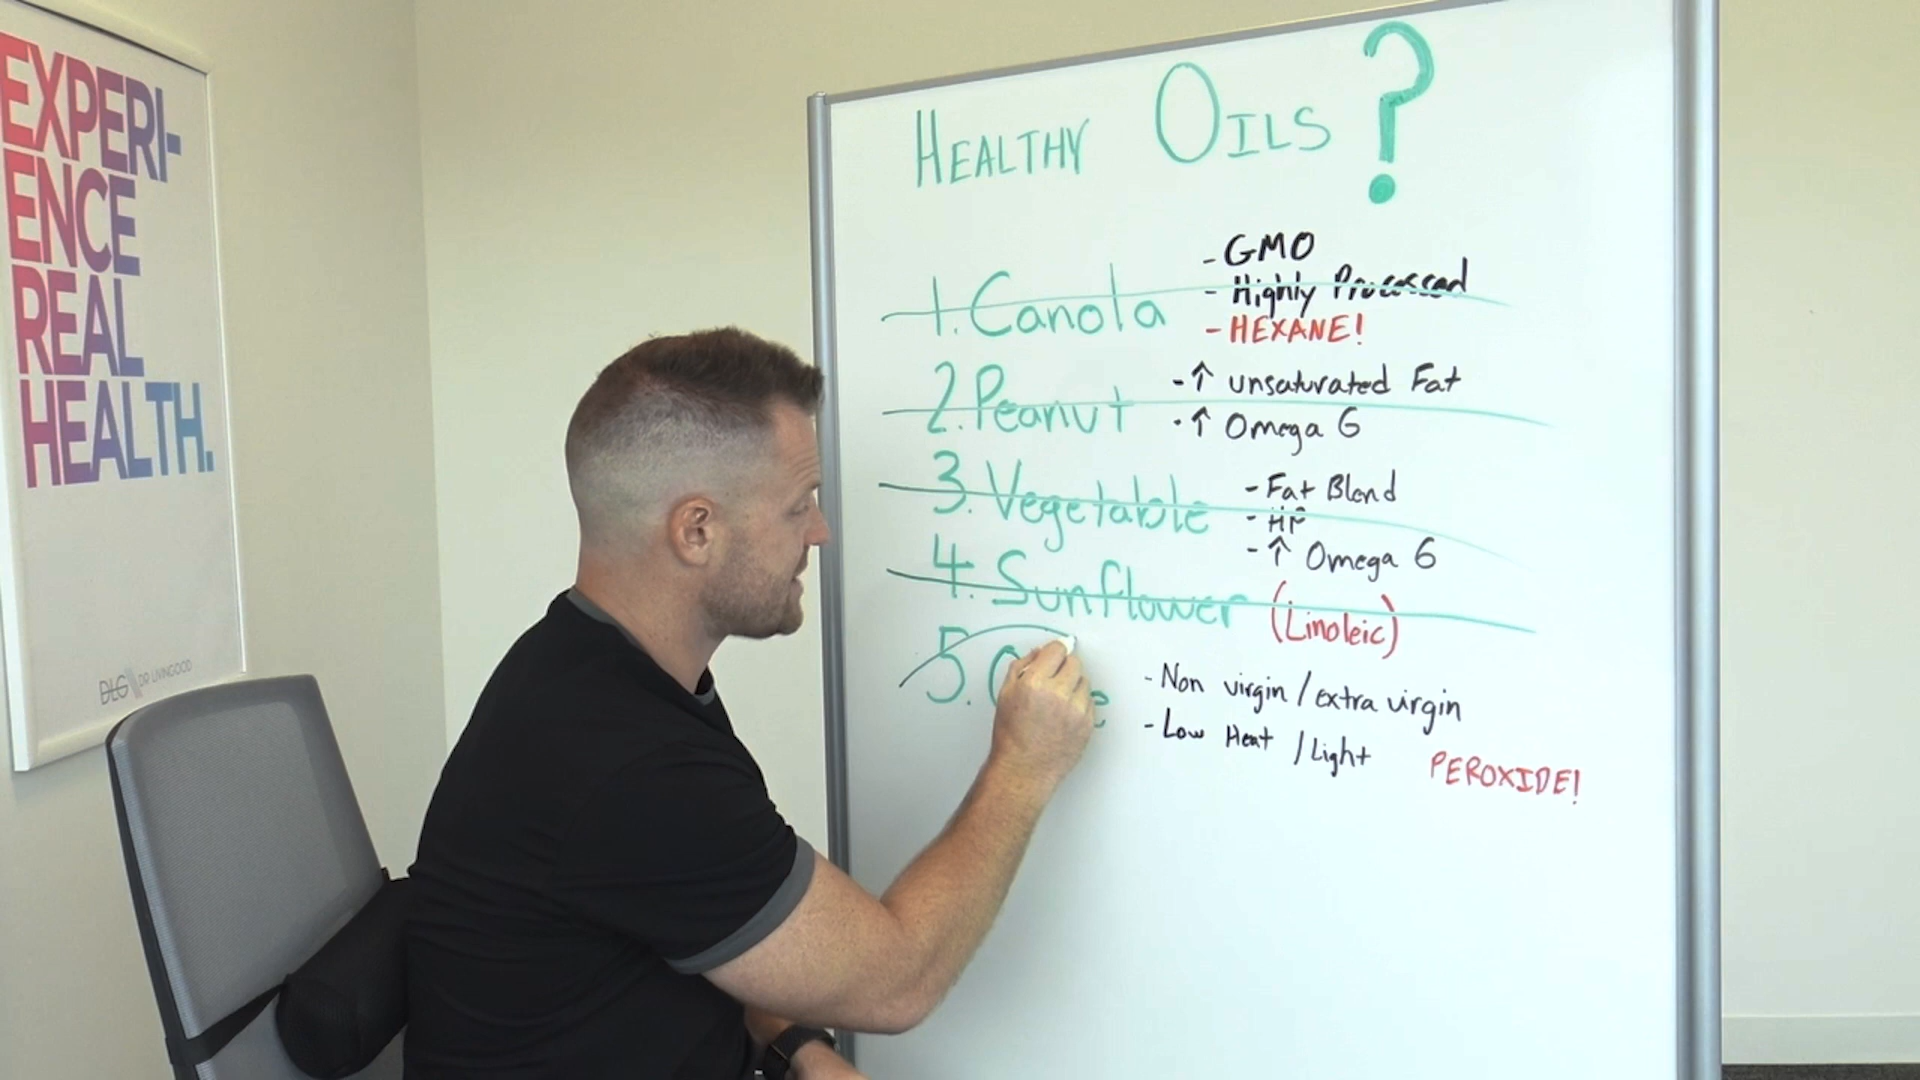 EXPERI-
ENCE
REAL
HEALTH.
DLG DR LIVINGOOD
HEALTHY OILS?
- GMO
1. Canola - Highly Processed
- HEXANE!
2. Peanut - ↑ unsaturated Fat
- ↑ Omega 6
3. Vegetable - Fat Blend
- HP
- ↑ Omega 6
4. Sunflower (Linoleic)
5.
- Non virgin / extra virgin
- Low Heat / Light PEROXIDE!